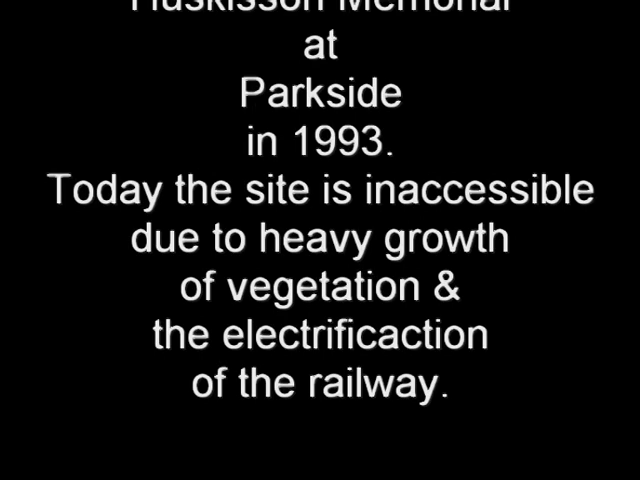 Huskisson Memorial
at
Parkside
in 1993.
Today the site is inaccessible
due to heavy growth
of vegetation &
the electrificaction
of the railway.